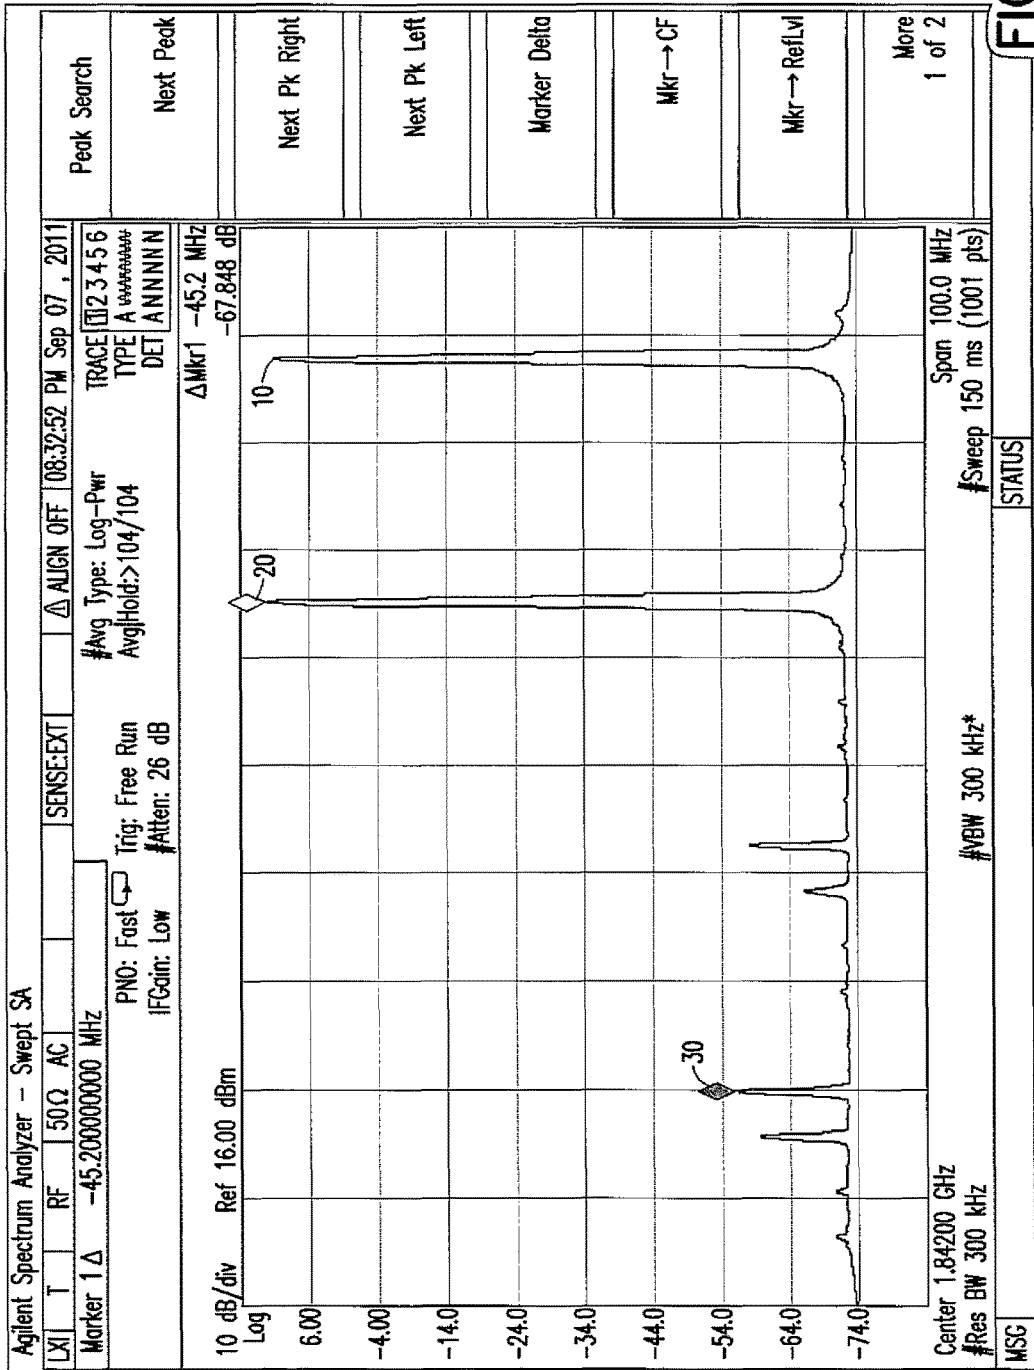 Agilent Spectrum Analyzer – Swept SA
LXI T RF 50Ω AC SENSE:EXT ⚠ ALIGN OFF 08:32:52 PM Sep 07 , 2011
Marker 1 Δ -45.200000000 MHz
PNO: Fast Trig: Free Run
IFGain: Low #Atten: 26 dB
#Avg Type: Log-Pwr
Avg|Hold:>104/104
TRACE 1 2 3 4 5 6
TYPE A
DET A N N N N N
ΔMkr1 -45.2 MHz
-67.848 dB
10 dB/div Ref 16.00 dBm
Log
6.00
-4.00
-14.0
-24.0
-34.0
-44.0
-54.0
-64.0
-74.0
10
20
30
Center 1.84200 GHz Span 100.0 MHz
#Res BW 300 kHz #VBW 300 kHz* #Sweep 150 ms (1001 pts)
MSG STATUS
Peak Search
Next Peak
Next Pk Right
Next Pk Left
Marker Delta
Mkr→CF
Mkr→RefLvl
More
1 of 2